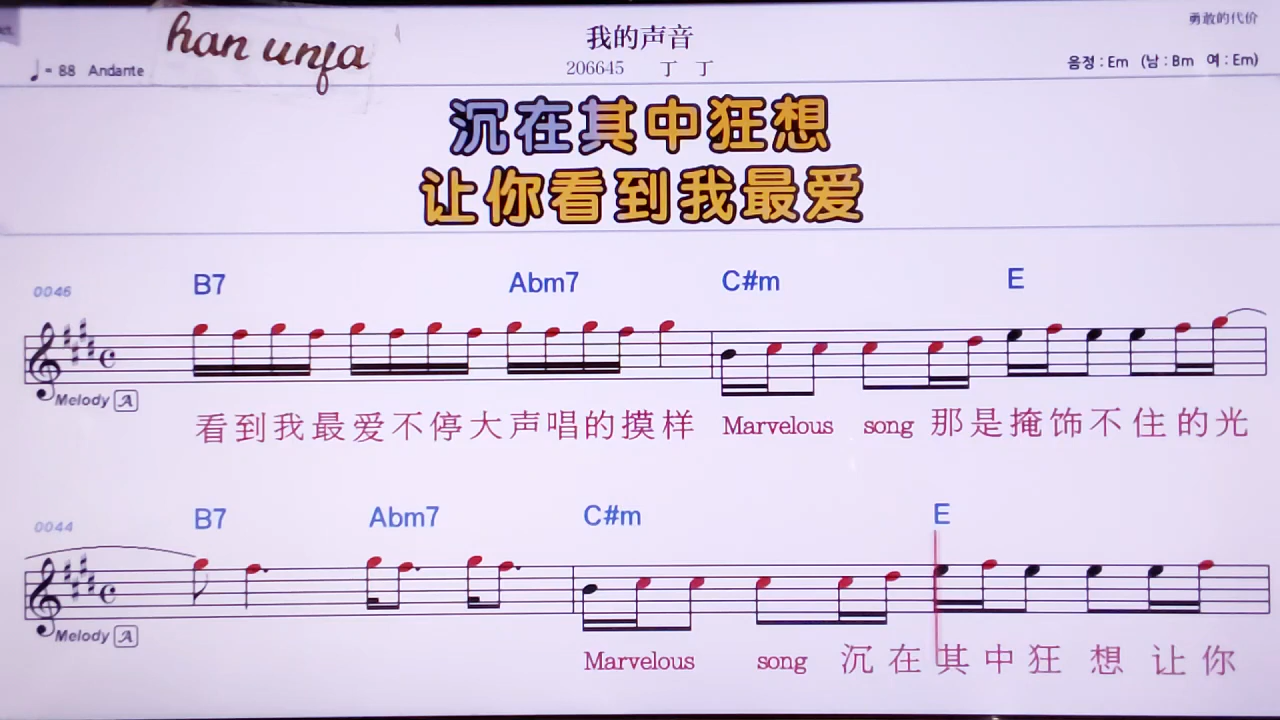 han unfa
我的声音
勇敢的代价
♩= 88 Andante
206645 丁 丁
음정 : Em (남 : Bm 여 : Em)
沉在其中狂想
让你看到我最爱
0046 B7 Abm7 C#m E
Melody A
看到我最爱不停大声唱的摸样 Marvelous song 那是掩饰不住的光
0044 B7 Abm7 C#m E
Melody A
Marvelous song 沉在其中狂想让你